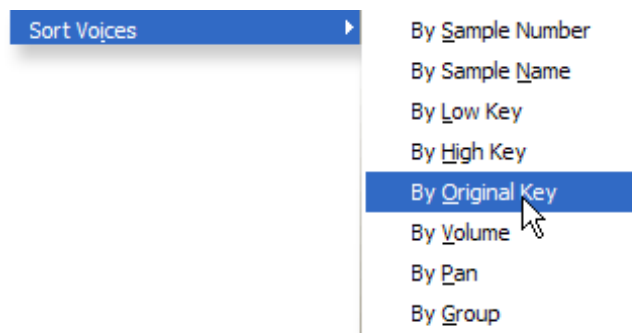 Sort Voices
By Sample Number
By Sample Name
By Low Key
By High Key
By Original Key
By Volume
By Pan
By Group